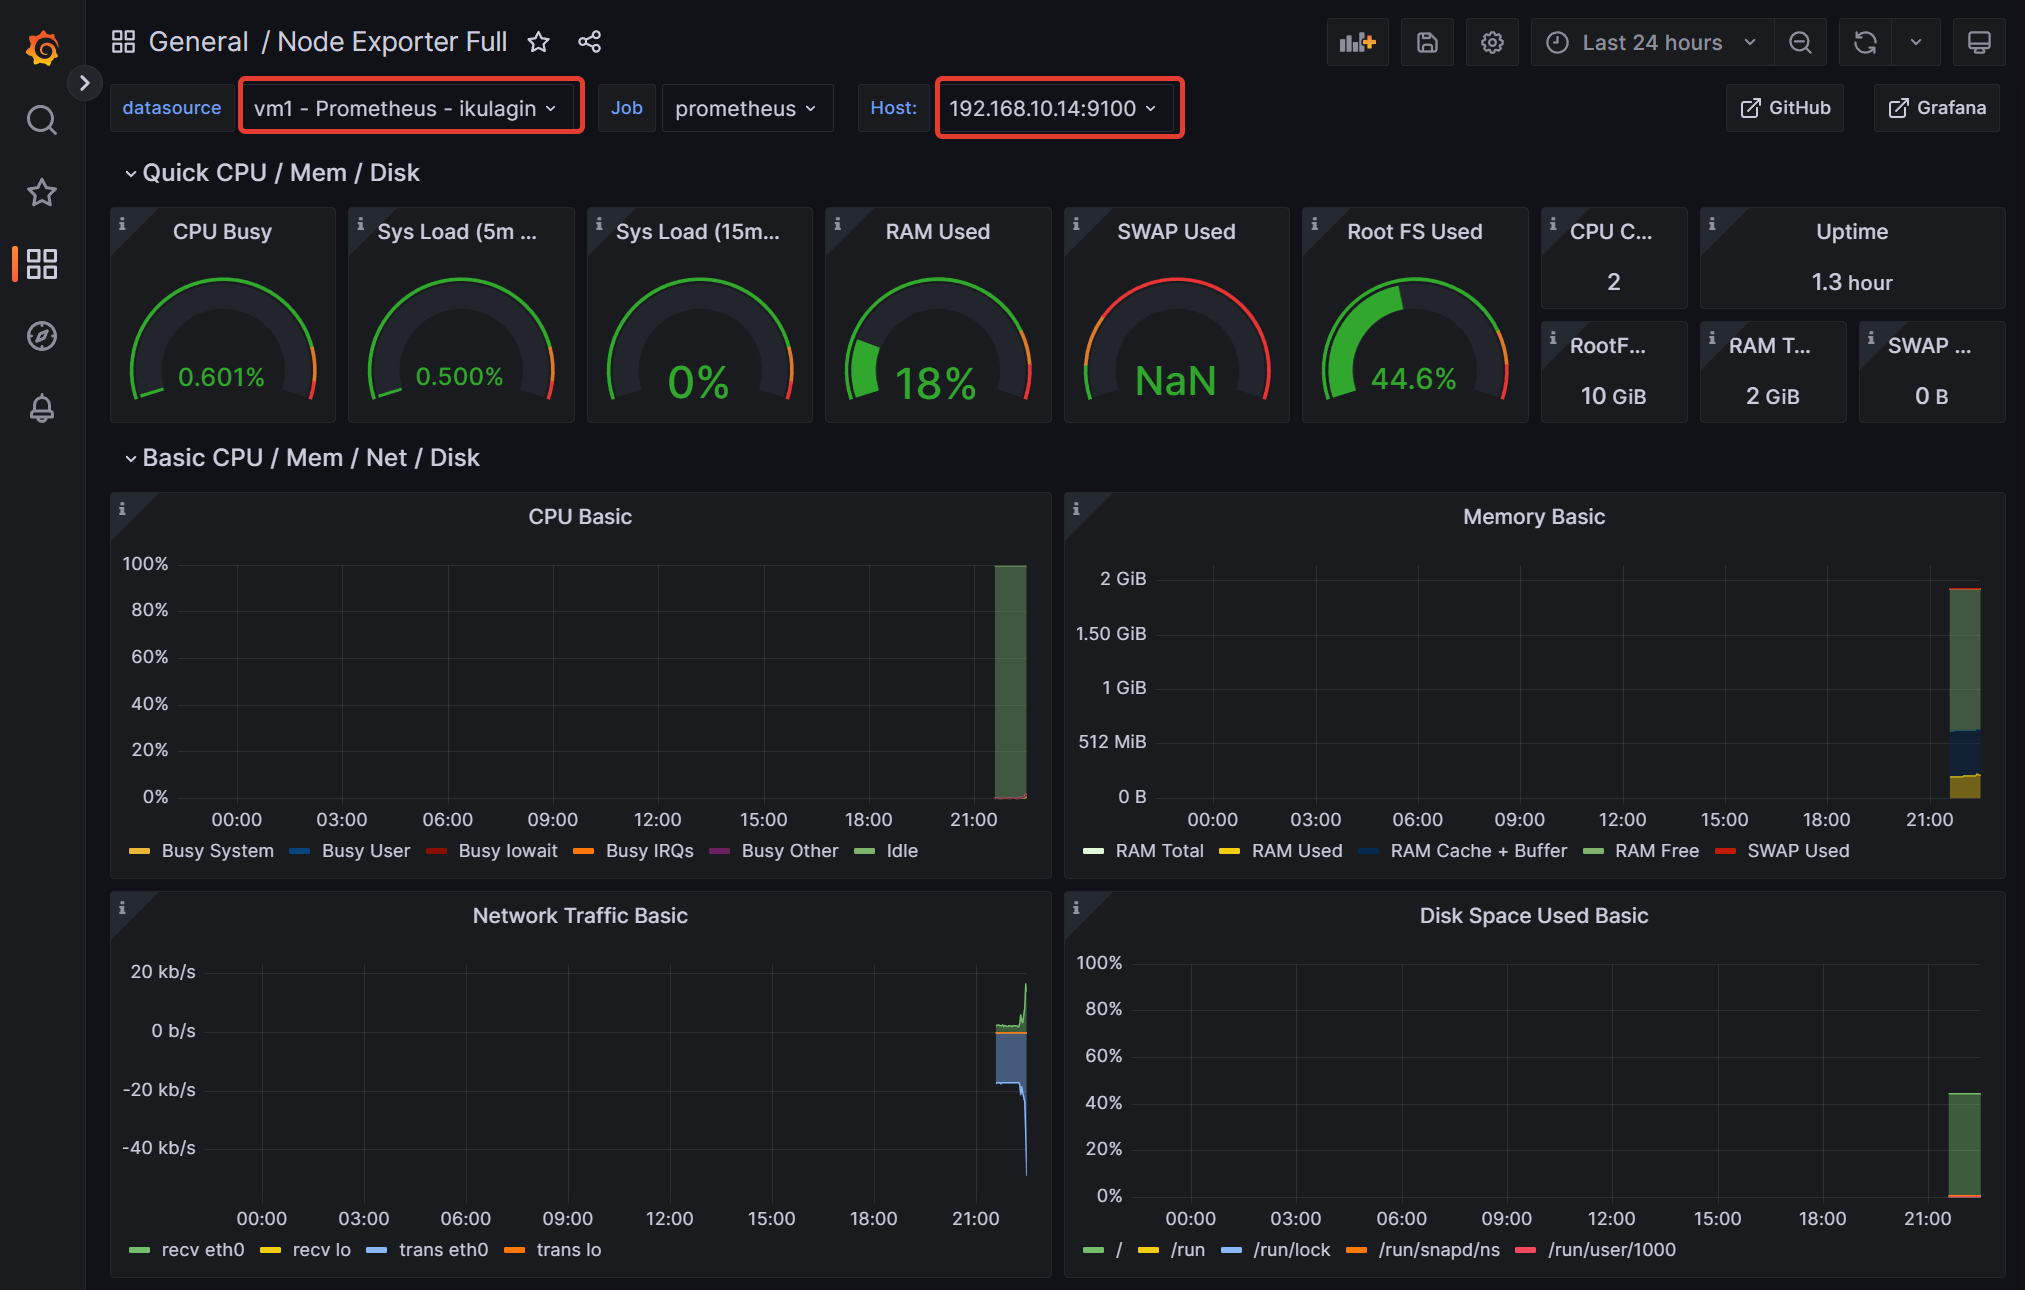 General / Node Exporter Full
Last 24 hours
datasource vm1 - Prometheus - ikulagin Job prometheus Host: 192.168.10.14:9100 GitHub Grafana
Quick CPU / Mem / Disk
CPU Busy
0.601%
Sys Load (5m ...
0.500%
Sys Load (15m...
0%
RAM Used
18%
SWAP Used
NaN
Root FS Used
44.6%
CPU C...
2
Uptime
1.3 hour
RootF...
10 GiB
RAM T...
2 GiB
SWAP ...
0 B
Basic CPU / Mem / Net / Disk
CPU Basic
100%
80%
60%
40%
20%
0%
00:00 03:00 06:00 09:00 12:00 15:00 18:00 21:00
Busy System Busy User Busy Iowait Busy IRQs Busy Other Idle
Memory Basic
2 GiB
1.50 GiB
1 GiB
512 MiB
0 B
00:00 03:00 06:00 09:00 12:00 15:00 18:00 21:00
RAM Total RAM Used RAM Cache + Buffer RAM Free SWAP Used
Network Traffic Basic
20 kb/s
0 b/s
-20 kb/s
-40 kb/s
00:00 03:00 06:00 09:00 12:00 15:00 18:00 21:00
recv eth0 recv lo trans eth0 trans lo
Disk Space Used Basic
100%
80%
60%
40%
20%
0%
00:00 03:00 06:00 09:00 12:00 15:00 18:00 21:00
/ /run /run/lock /run/snapd/ns /run/user/1000